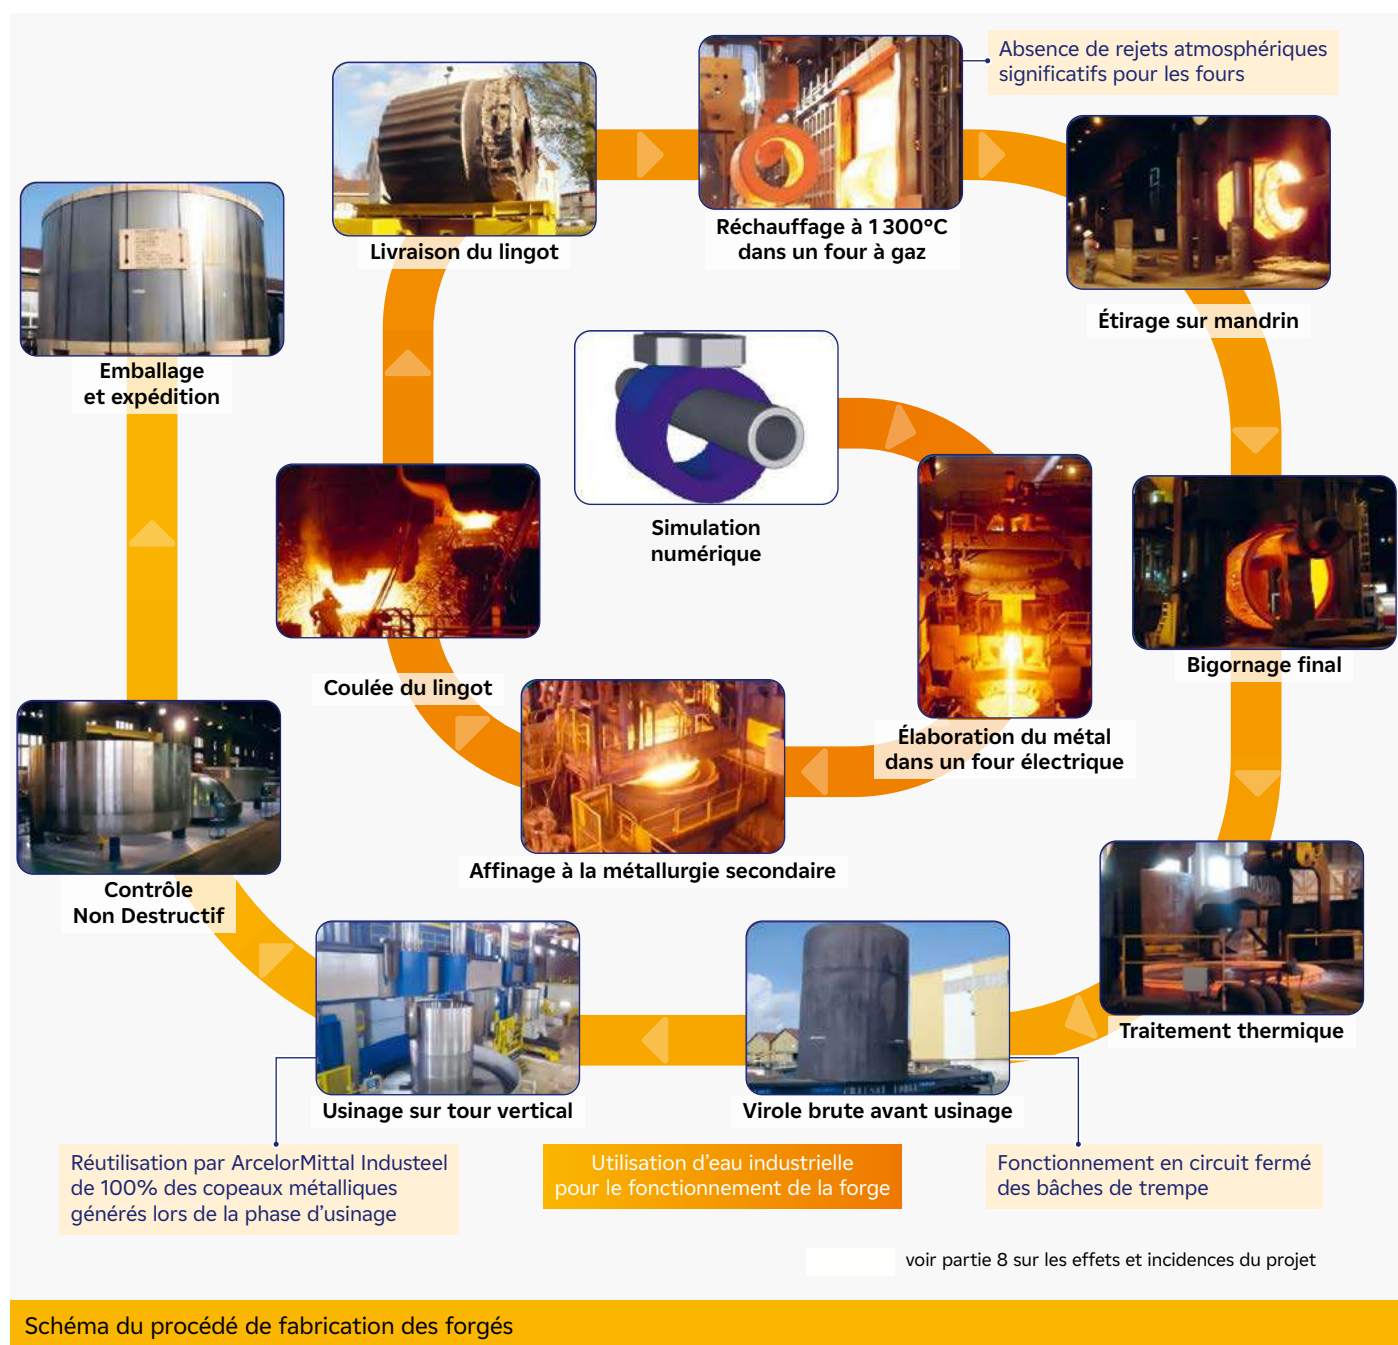 Absence de rejets atmosphériques
significatifs pour les fours
Livraison du lingot
Réchauffage à 1 300°C
dans un four à gaz
Étirage sur mandrin
Emballage
et expédition
Simulation
numérique
Coulée du lingot
Bigornage final
Élaboration du métal
dans un four électrique
Affinage à la métallurgie secondaire
Contrôle
Non Destructif
Traitement thermique
Usinage sur tour vertical
Virole brute avant usinage
Réutilisation par ArcelorMittal Industeel
de 100% des copeaux métalliques
générés lors de la phase d’usinage
Utilisation d’eau industrielle
pour le fonctionnement de la forge
Fonctionnement en circuit fermé
des bâches de trempe
voir partie 8 sur les effets et incidences du projet
Schéma du procédé de fabrication des forgés